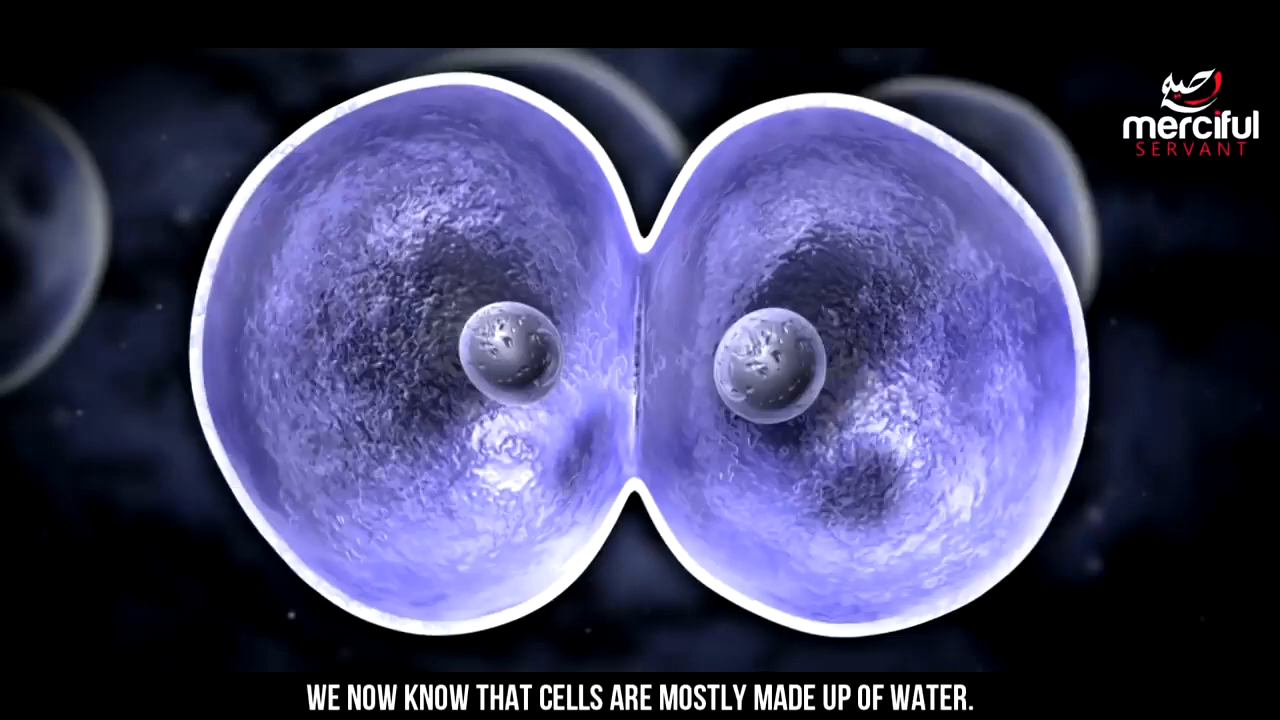 merciful
SERVANT
WE NOW KNOW THAT CELLS ARE MOSTLY MADE UP OF WATER.